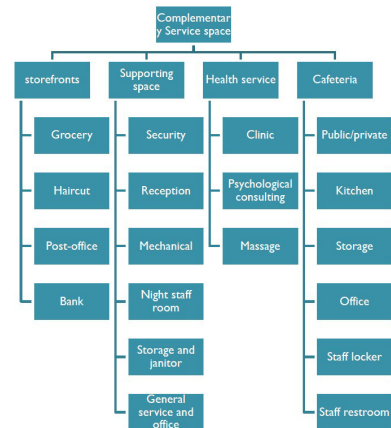 Complementar
y Service space
storefronts
Supporting
space
Health service
Cafeteria
Grocery
Security
Clinic
Public/private
Haircut
Reception
Psychological
consulting
Kitchen
Post-office
Mechanical
Massage
Storage
Bank
Night staff
room
Office
Storage and
janitor
Staff locker
General
service and
office
Staff restroom